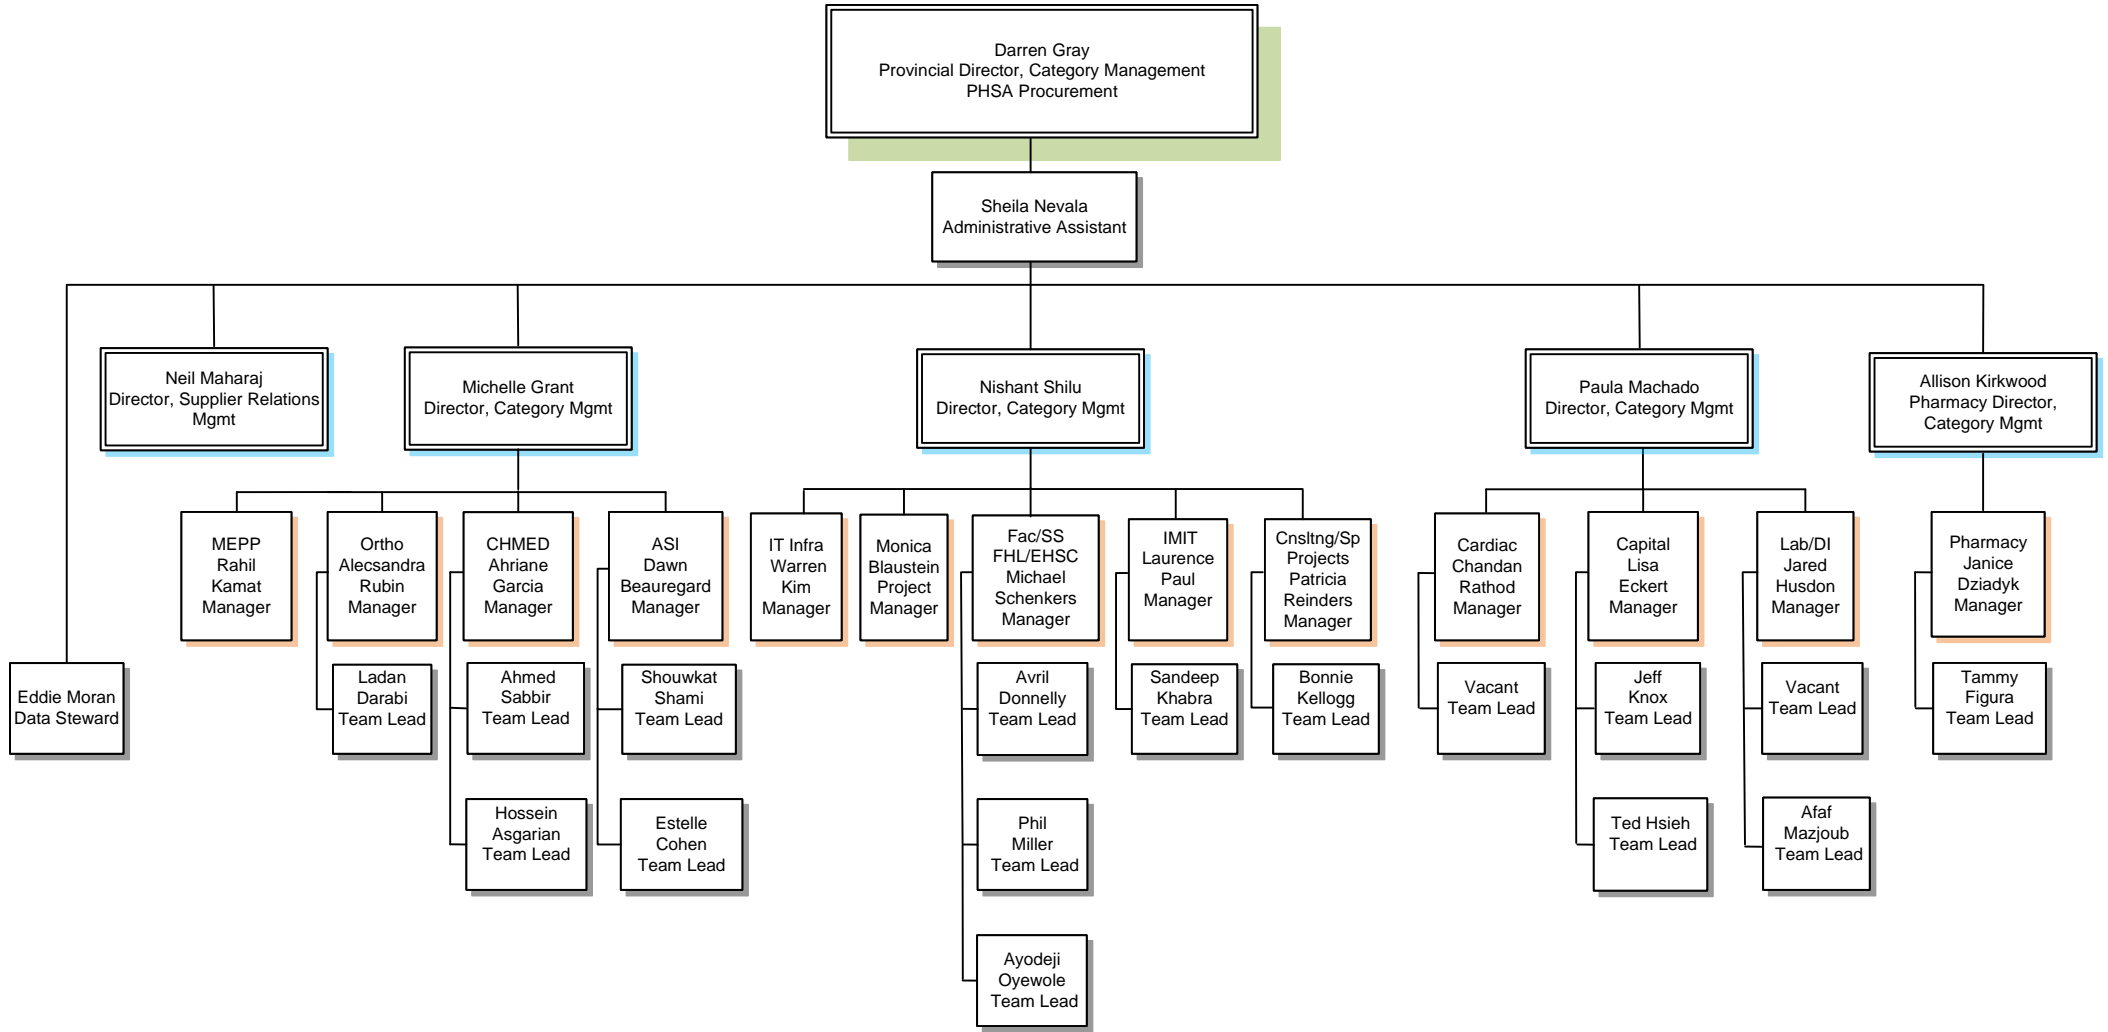 Darren Gray
Provincial Director, Category Management
PHSA Procurement
Sheila Nevala
Administrative Assistant
Neil Maharaj
Director, Supplier Relations
Mgmt
Michelle Grant
Director, Category Mgmt
Nishant Shilu
Director, Category Mgmt
Paula Machado
Director, Category Mgmt
Allison Kirkwood
Pharmacy Director,
Category Mgmt
MEPP
Rahil
Kamat
Manager
Ortho
Alecsandra
Rubin
Manager
CHMED
Ahriane
Garcia
Manager
ASI
Dawn
Beauregard
Manager
IT Infra
Warren
Kim
Manager
Monica
Blaustein
Project
Manager
Fac/SS
FHL/EHSC
Michael
Schenkers
Manager
IMIT
Laurence
Paul
Manager
Cnsltng/Sp
Projects
Patricia
Reinders
Manager
Cardiac
Chandan
Rathod
Manager
Capital
Lisa
Eckert
Manager
Lab/DI
Jared
Husdon
Manager
Pharmacy
Janice
Dziadyk
Manager
Eddie Moran
Data Steward
Ladan
Darabi
Team Lead
Ahmed
Sabbir
Team Lead
Shouwkat
Shami
Team Lead
Avril
Donnelly
Team Lead
Sandeep
Khabra
Team Lead
Bonnie
Kellogg
Team Lead
Vacant
Team Lead
Jeff
Knox
Team Lead
Vacant
Team Lead
Tammy
Figura
Team Lead
Hossein
Asgarian
Team Lead
Estelle
Cohen
Team Lead
Phil
Miller
Team Lead
Ted Hsieh
Team Lead
Afaf
Mazjoub
Team Lead
Ayodeji
Oyewole
Team Lead